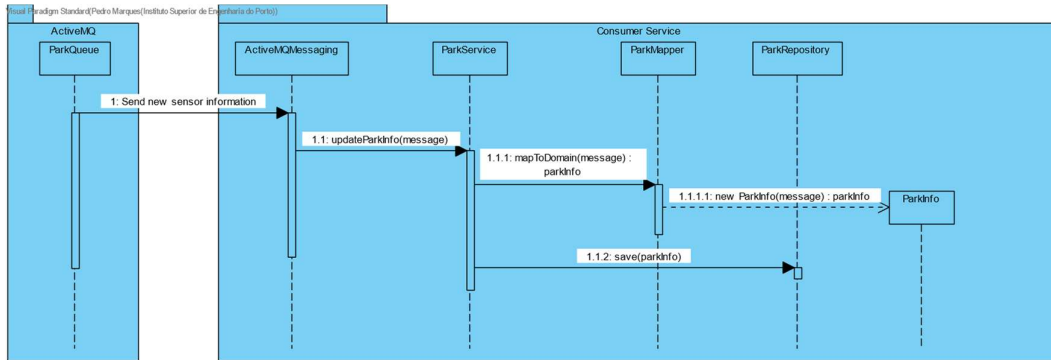 Visual Paradigm Standard(Pedro Marques(Instituto Superior de Engenharia do Porto))
ActiveMQ
Consumer Service
ParkQueue
ActiveMQMessaging
ParkService
ParkMapper
ParkRepository
1: Send new sensor information
1.1: updateParkInfo(message)
1.1.1: mapToDomain(message) :
parkInfo
1.1.1.1: new ParkInfo(message) : parkInfo
ParkInfo
1.1.2: save(parkInfo)